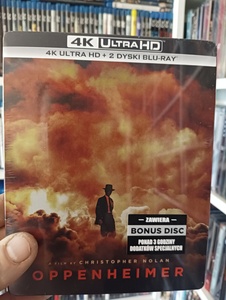 4K ULTRA HD
4K ULTRA HD + 2 DYSKI BLU-RAY
ZAWIERA
BONUS DISC
PONAD 3 GODZINY
DODATKÓW SPECJALNYCH
A FILM BY CHRISTOPHER NOLAN
OPPENHEIMER